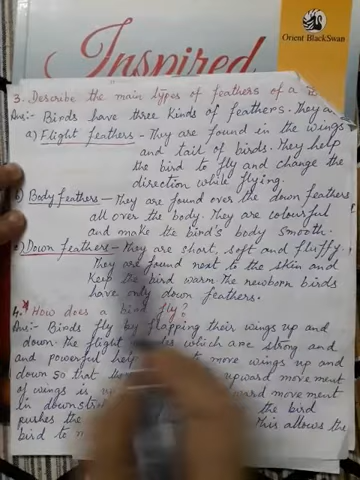 Inspired
Orient BlackSwan
3. Describe the main types of feathers of a
Ans:- Birds have three kinds of feathers. They
a) Flight feathers - They are found in the wings
and tail of birds. They help
the bird to fly and change the
direction while flying.
b) Body feathers - They are found over the down feathers
all over the body. They are colourful
and make the bird's body smooth.
c) Down feathers - They are short, soft and fluffy.
They are found next to the skin and
keep the bird warm. The newborn birds
have only down feathers.
4.* How does a bird fly?
Ans:- Birds fly by flapping their wings up and
down. the flight which are strong and
and powerful help to move wings up and
down so that the upward movement
of wings is movement
in downstr the bird
pushes the This allows the
bird to